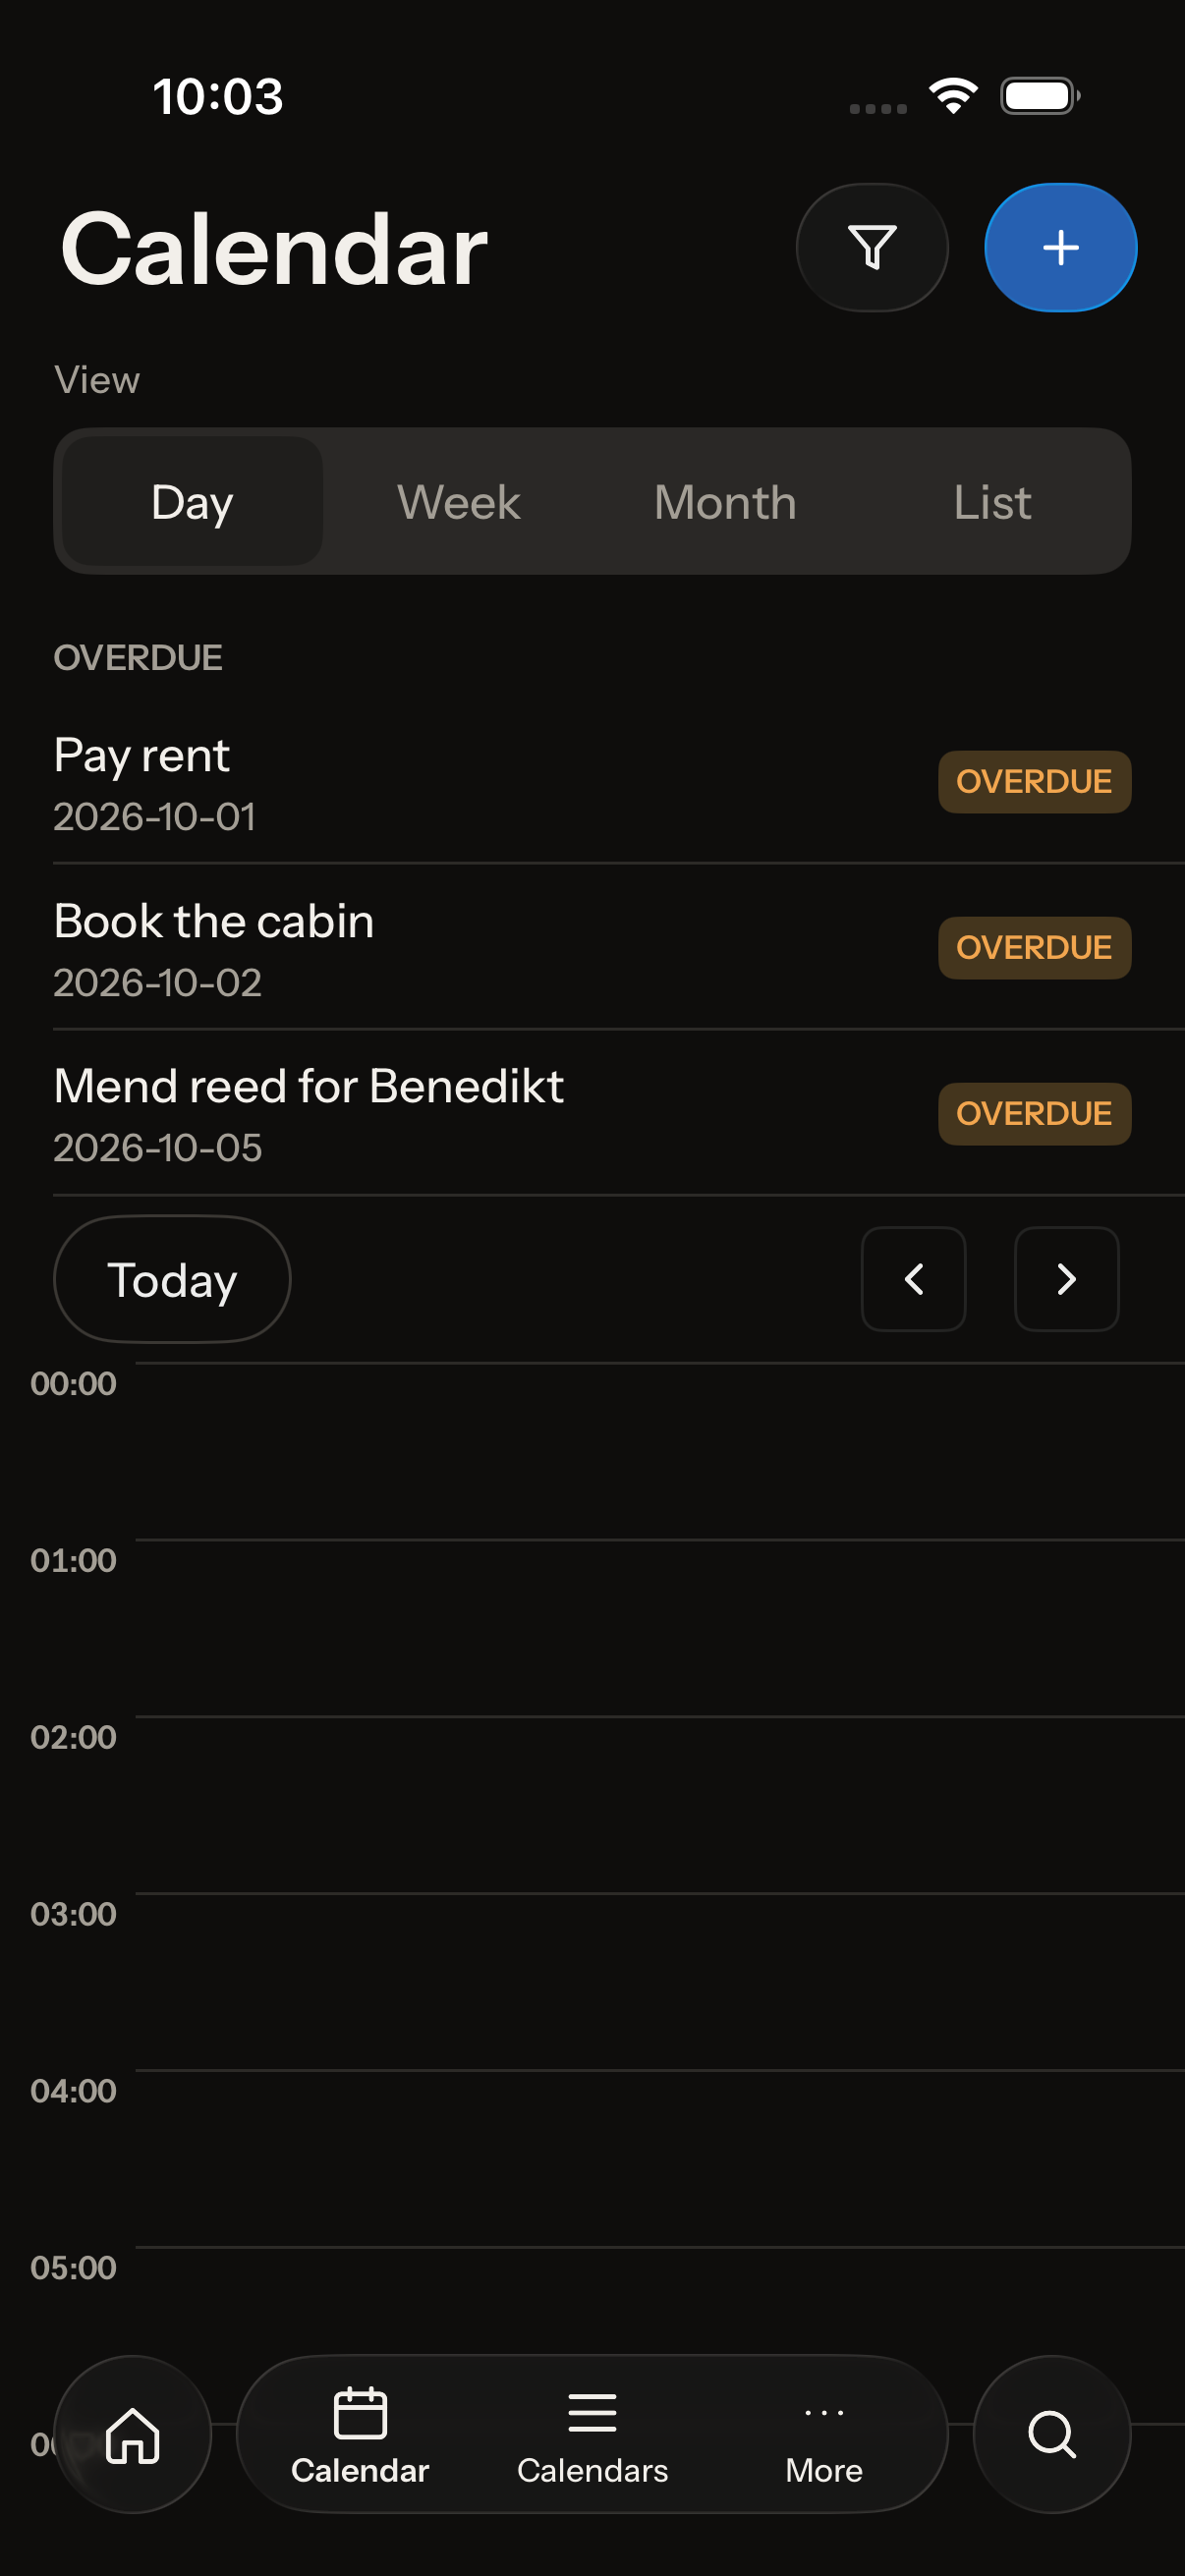 10:03
Calendar
View
Day Week Month List
OVERDUE
Pay rent
2026-10-01
OVERDUE
Book the cabin
2026-10-02
OVERDUE
Mend reed for Benedikt
2026-10-05
OVERDUE
Today
00:00
01:00
02:00
03:00
04:00
05:00
Calendar Calendars More